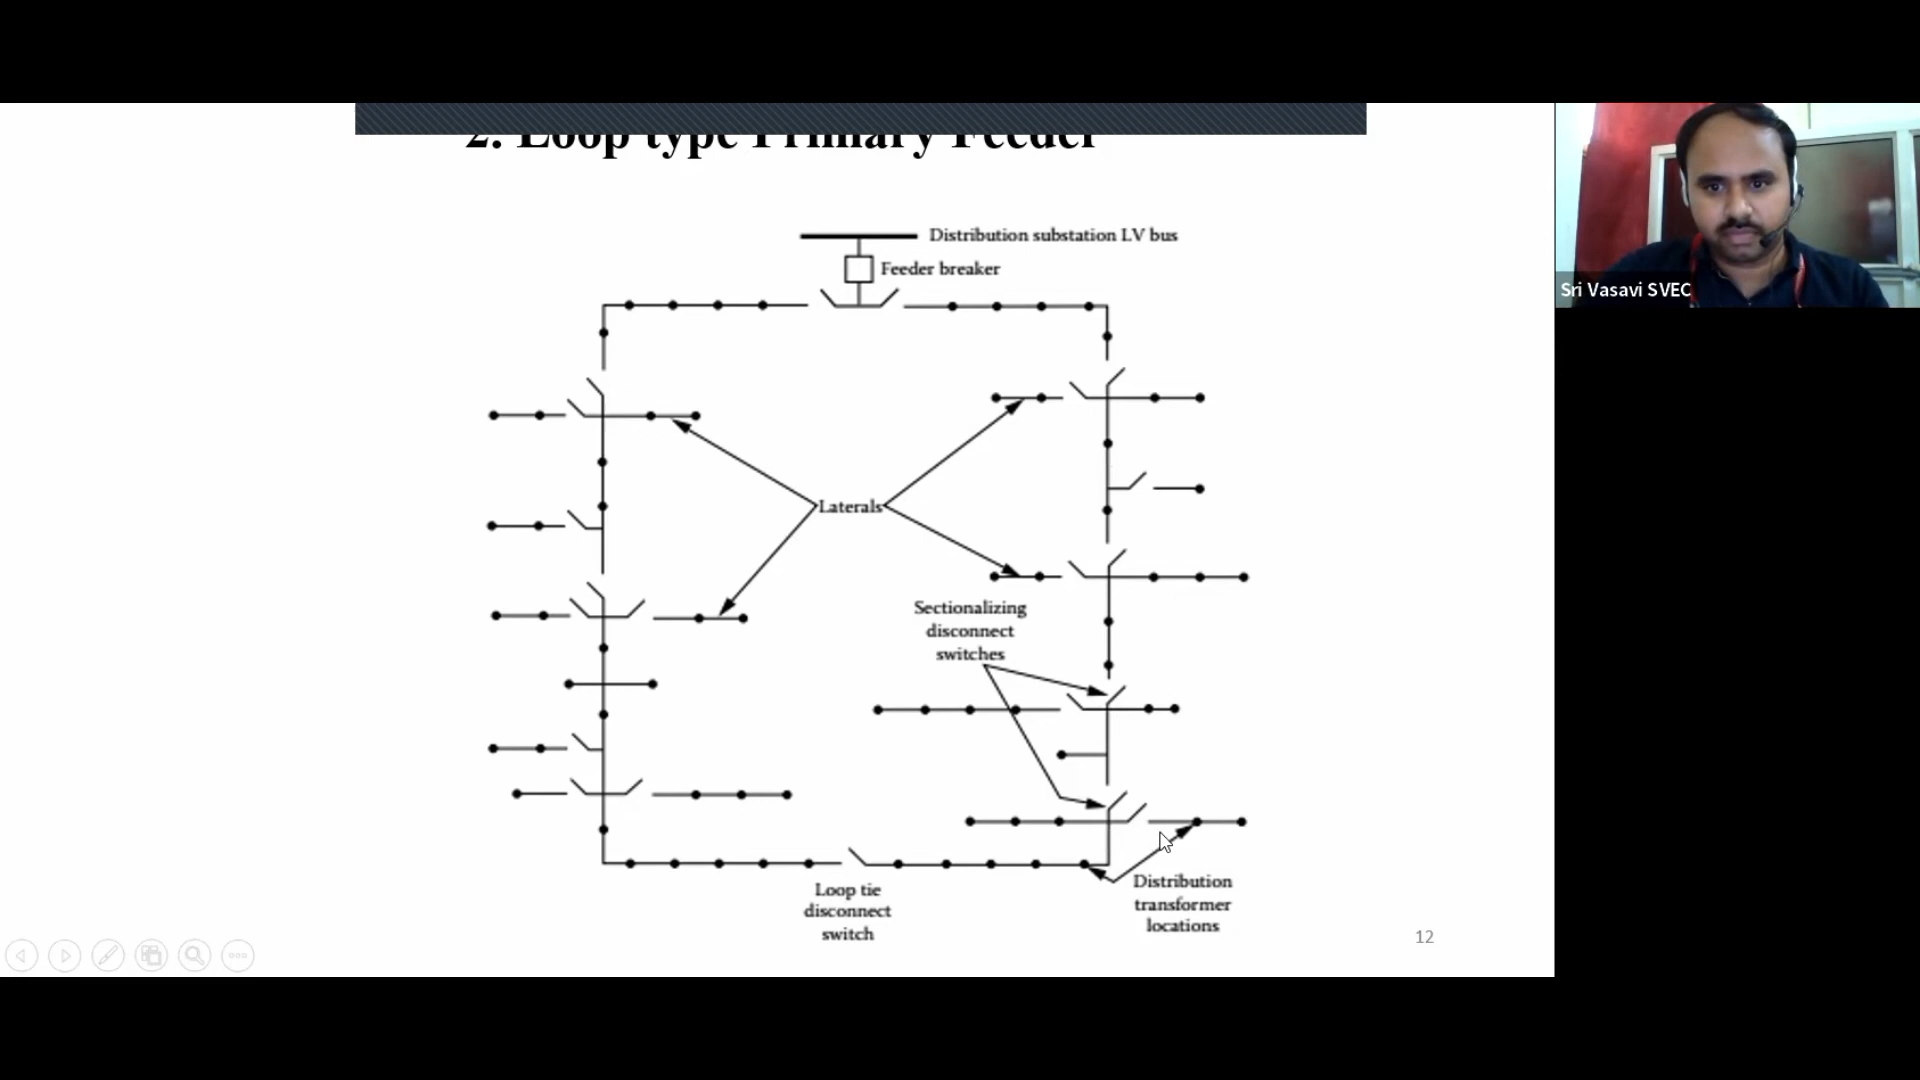 2. Loop type Primary Feeder
Distribution substation LV bus
Feeder breaker
Laterals
Sectionalizing
disconnect
switches
Loop tie
disconnect
switch
Distribution
transformer
locations
12
Sri Vasavi SVEC